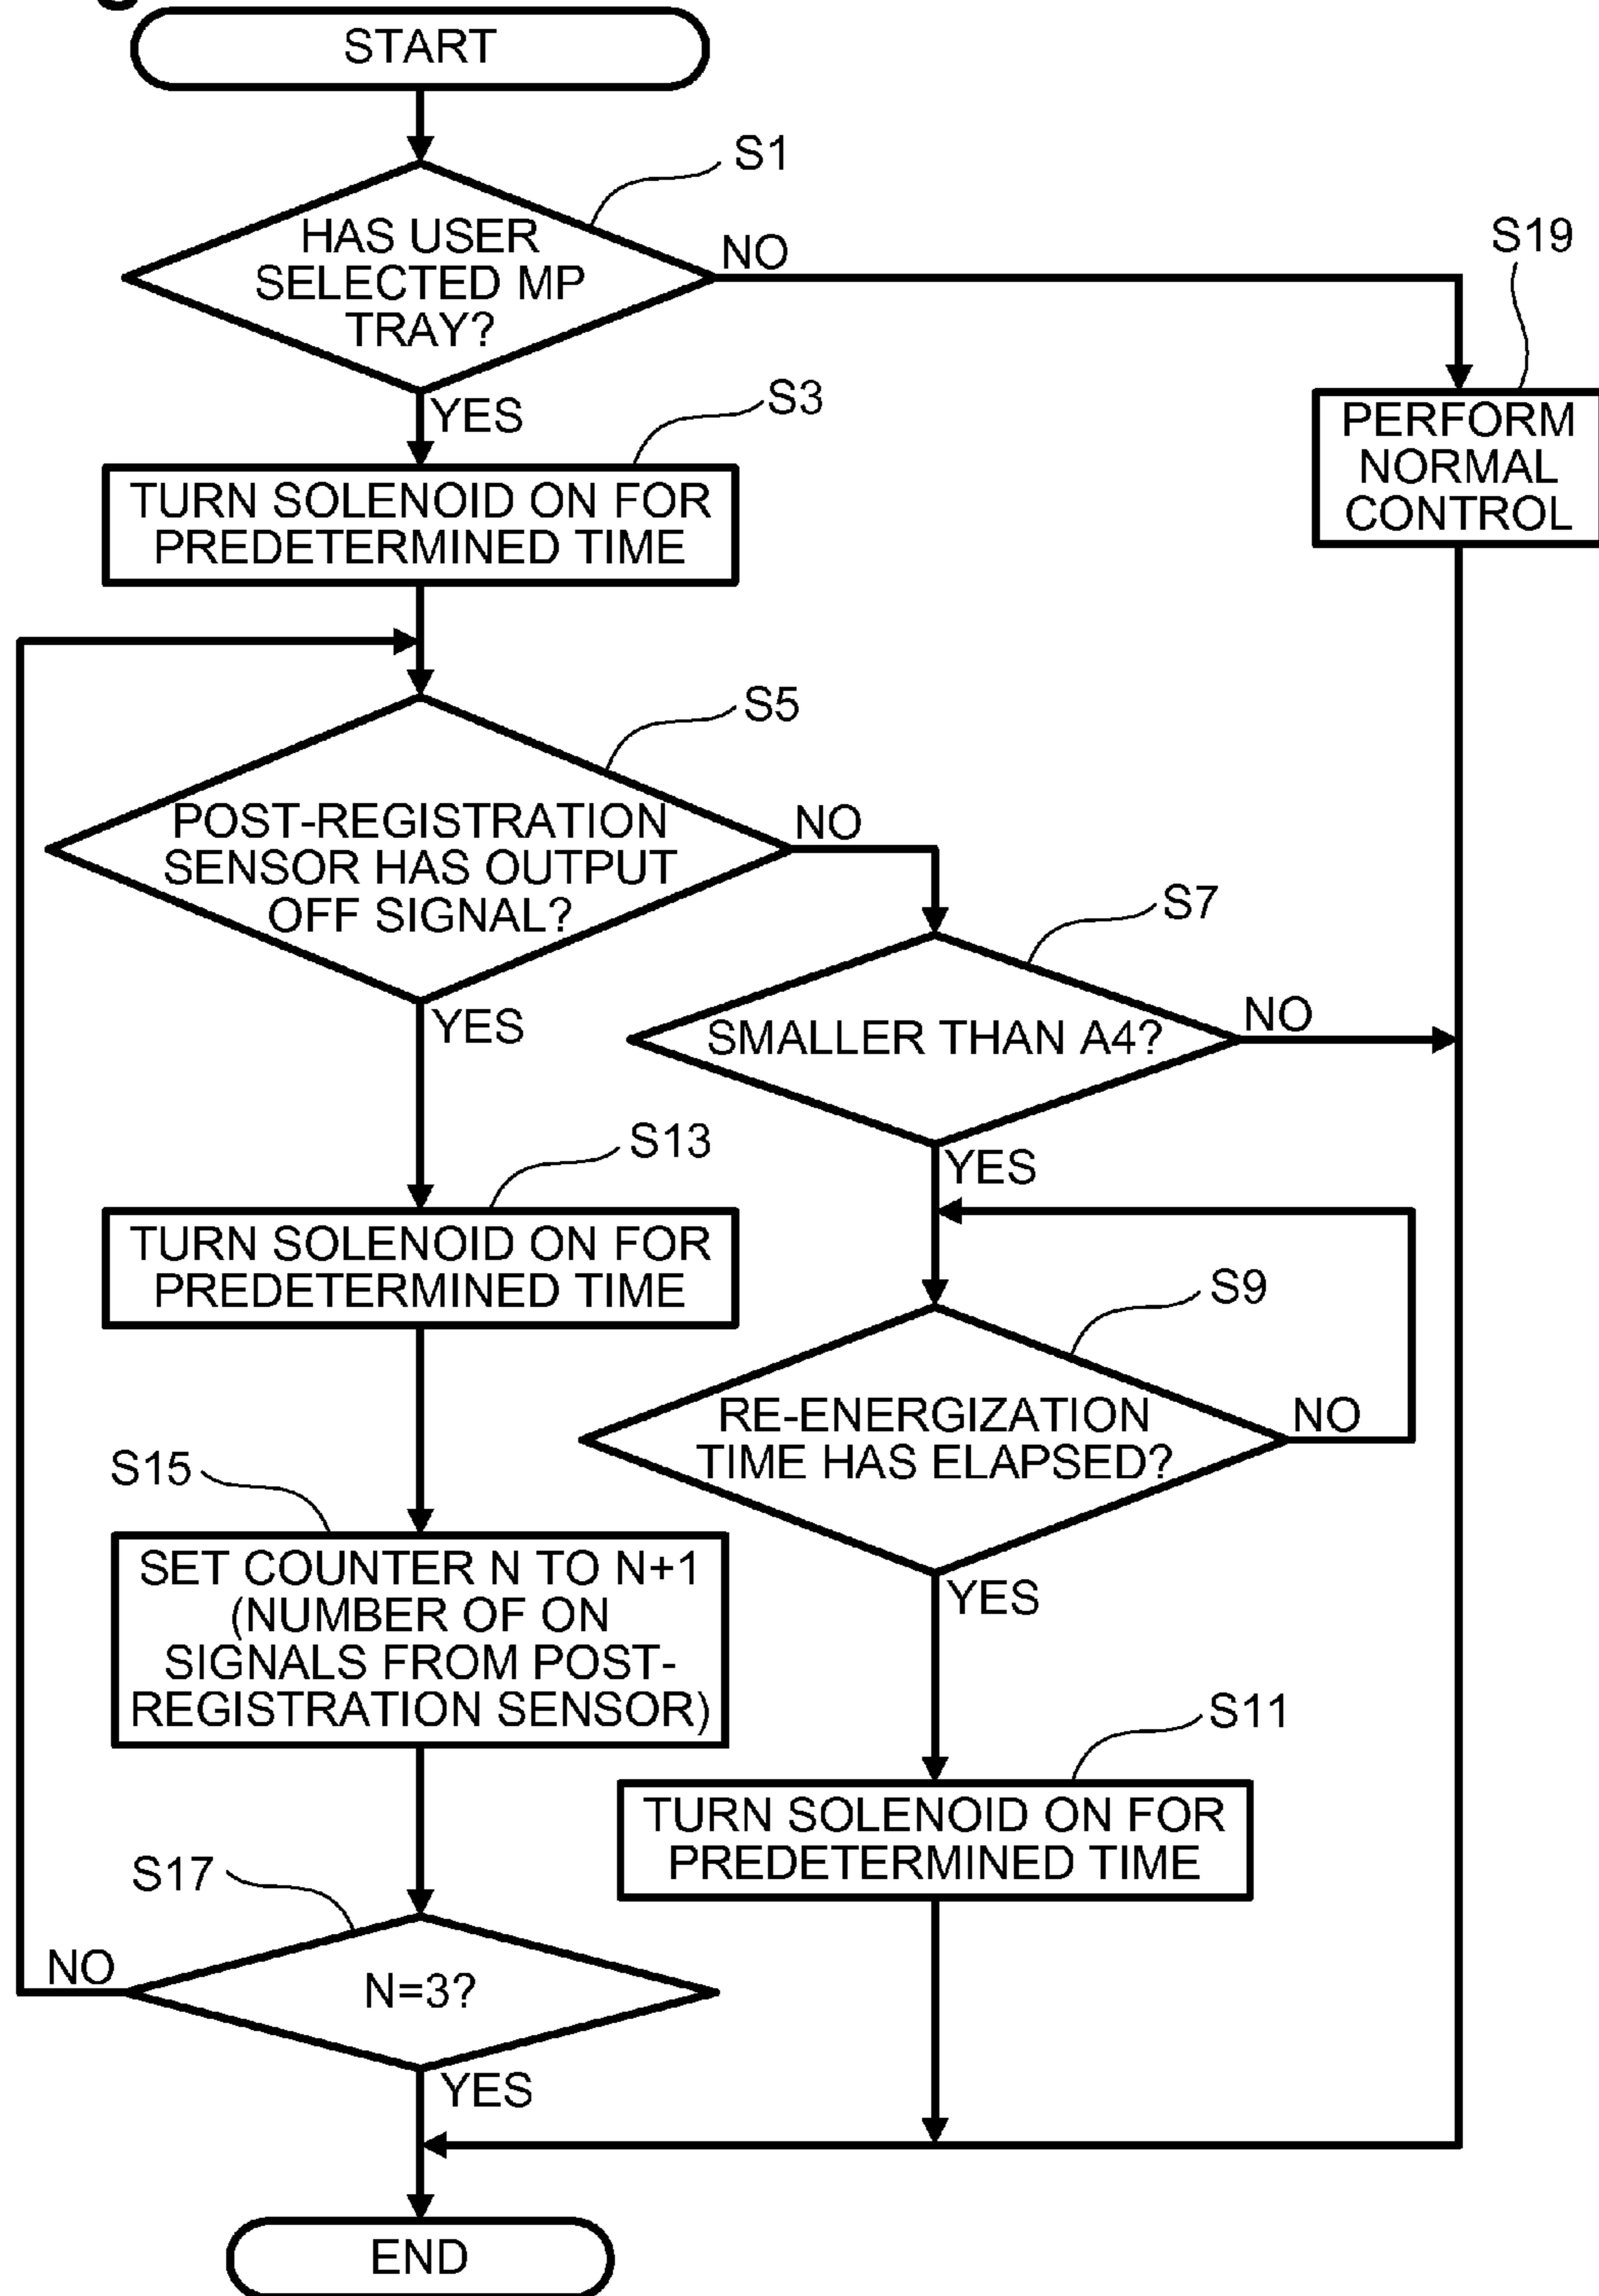 START
S1
HAS USER
SELECTED MP
TRAY?
NO
S19
YES
S3
PERFORM
NORMAL
CONTROL
TURN SOLENOID ON FOR
PREDETERMINED TIME
S5
POST-REGISTRATION
SENSOR HAS OUTPUT
OFF SIGNAL?
NO
YES
S7
SMALLER THAN A4?
NO
YES
S13
TURN SOLENOID ON FOR
PREDETERMINED TIME
S9
RE-ENERGIZATION
TIME HAS ELAPSED?
NO
YES
S15
SET COUNTER N TO N+1
(NUMBER OF ON
SIGNALS FROM POST-
REGISTRATION SENSOR)
S11
TURN SOLENOID ON FOR
PREDETERMINED TIME
S17
N=3?
NO
YES
END